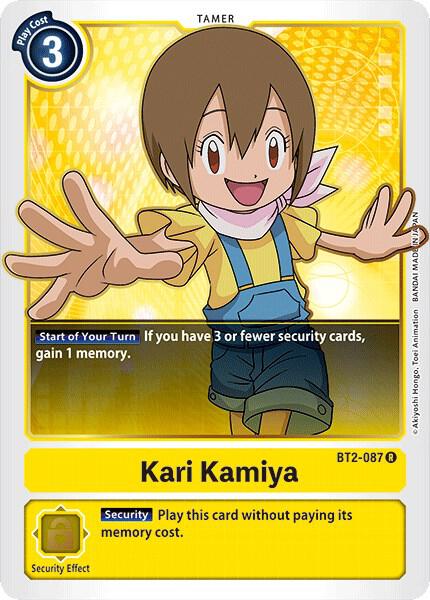 TAMER
Play Cost
3
Start of Your Turn If you have 3 or fewer security cards,
gain 1 memory.
©Akiyoshi Hongo, Toei Animation BANDAI MADE IN JAPAN
BT2-087 R
Kari Kamiya
Security Play this card without paying its
memory cost.
Security Effect